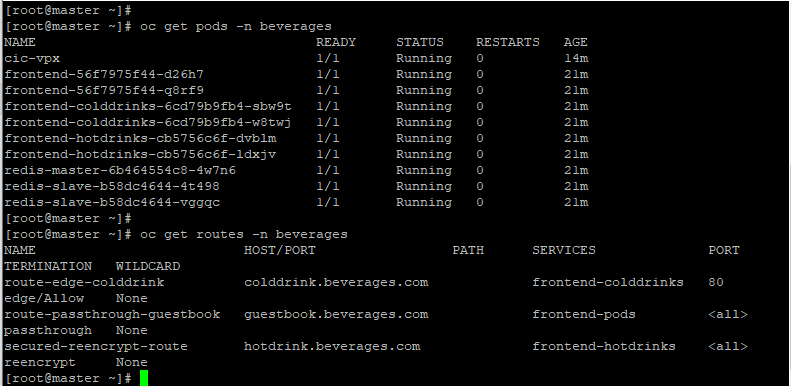 [root@master ~]#
[root@master ~]# oc get pods -n beverages
NAME READY STATUS RESTARTS AGE
cic-vpx 1/1 Running 0 14m
frontend-56f7975f44-d26h7 1/1 Running 0 21m
frontend-56f7975f44-q8rf9 1/1 Running 0 21m
frontend-colddrinks-6cd79b9fb4-sbw9t 1/1 Running 0 21m
frontend-colddrinks-6cd79b9fb4-w8twj 1/1 Running 0 21m
frontend-hotdrinks-cb5756c6f-dvblm 1/1 Running 0 21m
frontend-hotdrinks-cb5756c6f-ldxjv 1/1 Running 0 21m
redis-master-6b464554c8-4w7n6 1/1 Running 0 21m
redis-slave-b58dc4644-4t498 1/1 Running 0 21m
redis-slave-b58dc4644-vggqc 1/1 Running 0 21m
[root@master ~]#
[root@master ~]# oc get routes -n beverages
NAME HOST/PORT PATH SERVICES PORT
TERMINATION WILDCARD
route-edge-colddrink colddrink.beverages.com frontend-colddrinks 80
edge/Allow None
route-passthrough-guestbook guestbook.beverages.com frontend-pods <all>
passthrough None
secured-reencrypt-route hotdrink.beverages.com frontend-hotdrinks <all>
reencrypt None
[root@master ~]#